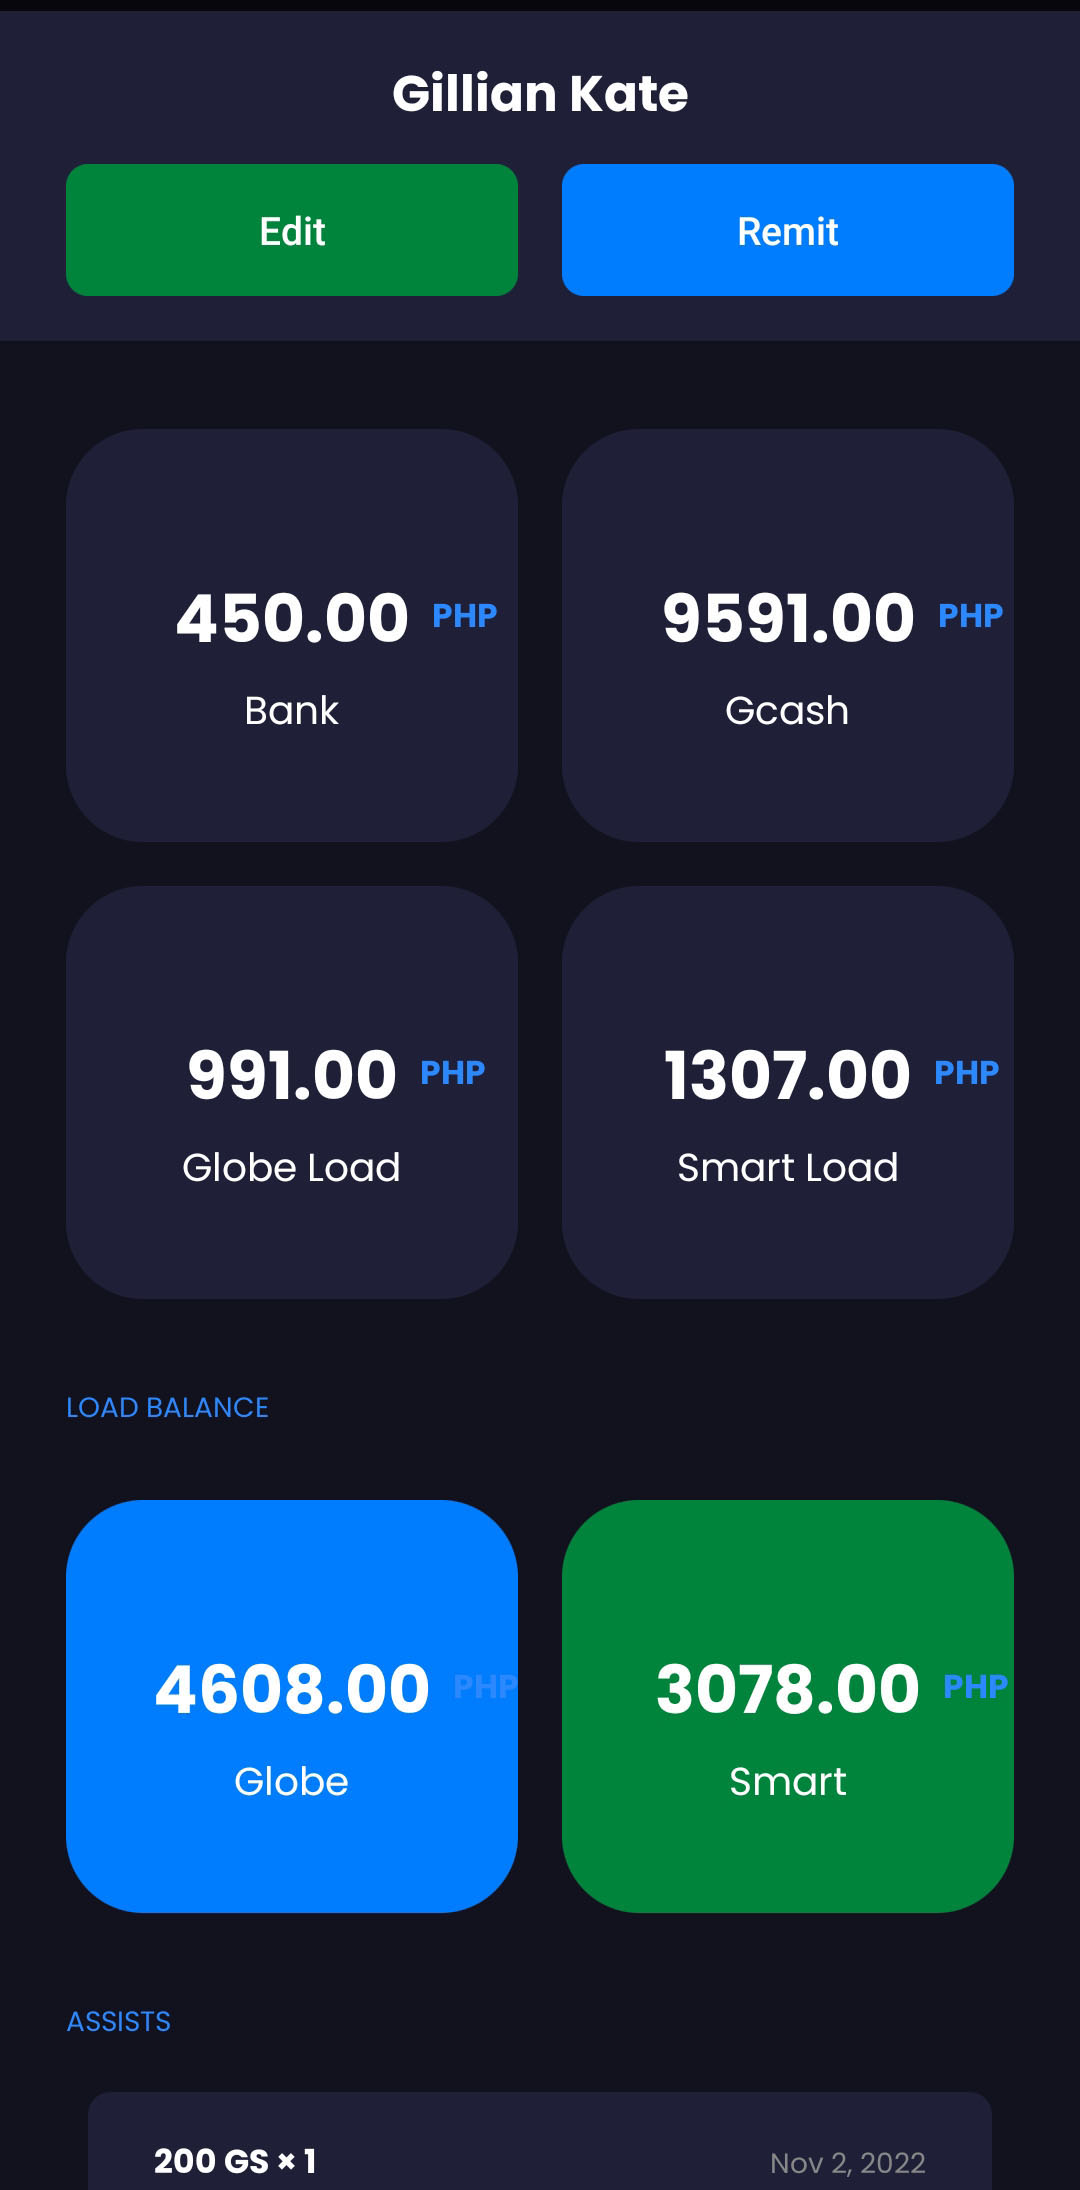 Gillian Kate
Edit
Remit
450.00 PHP
Bank
9591.00 PHP
Gcash
991.00 PHP
Globe Load
1307.00 PHP
Smart Load
LOAD BALANCE
4608.00 PHP
Globe
3078.00 PHP
Smart
ASSISTS
200 GS × 1
Nov 2, 2022